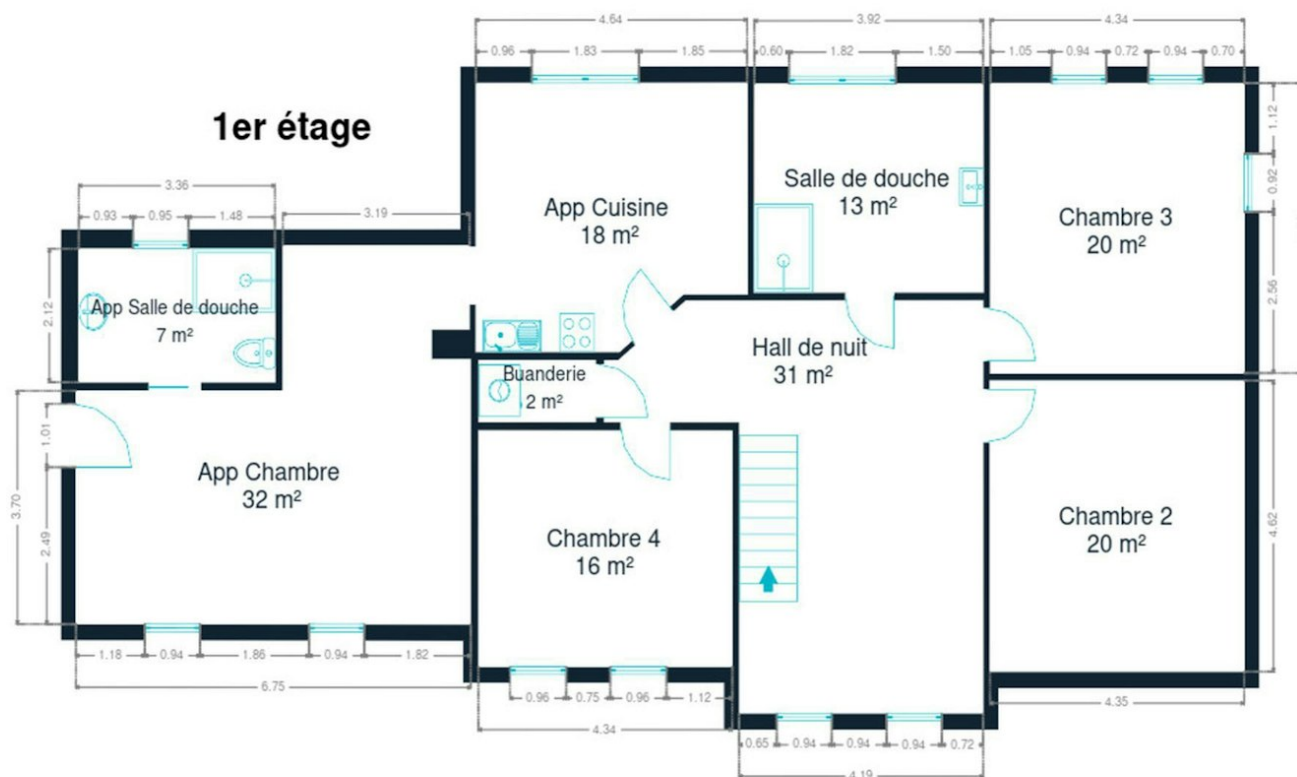 4.64
3.92
4.34
0.96 1.83 1.85
0.60 1.82 1.50
1.05 0.94 0.72 0.94 0.70
1er étage
1.12
0.92
2.56
3.36
0.93 0.95 1.48
3.19
2.12
App Salle de douche
7 m²
App Cuisine
18 m²
Salle de douche
13 m²
Chambre 3
20 m²
Hall de nuit
31 m²
Buanderie
2 m²
1.01
3.70
2.49
App Chambre
32 m²
Chambre 4
16 m²
Chambre 2
20 m²
4.62
1.18 0.94 1.86 0.94 1.82
6.75
0.96 0.75 0.96 1.12
4.34
4.35
0.65 0.94 0.94 0.94 0.72
4.19